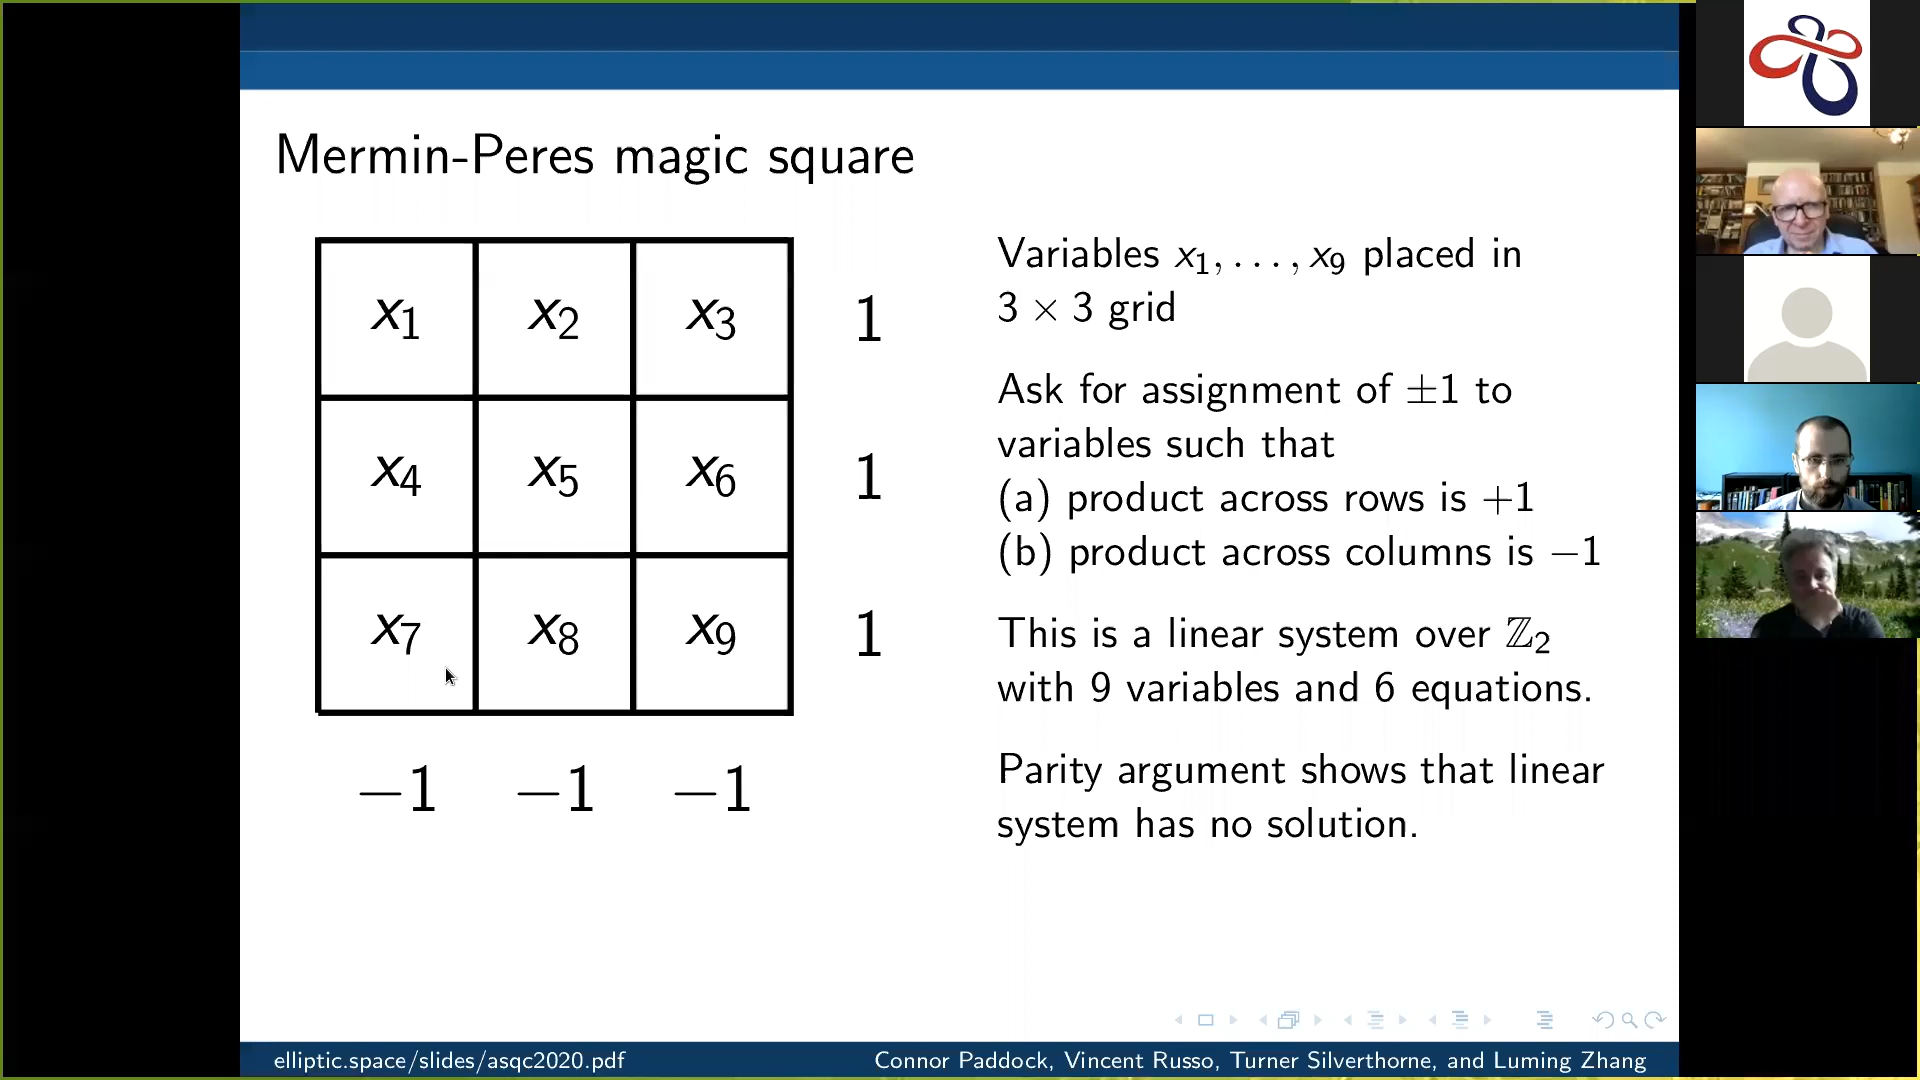 Mermin-Peres magic square
x₁ x₂ x₃ 1
x₄ x₅ x₆ 1
x₇ x₈ x₉ 1
−1 −1 −1
Variables x₁, . . . , x₉ placed in
3 × 3 grid
Ask for assignment of ±1 to
variables such that
(a) product across rows is +1
(b) product across columns is −1
This is a linear system over ℤ₂
with 9 variables and 6 equations.
Parity argument shows that linear
system has no solution.
elliptic.space/slides/asqc2020.pdf
Connor Paddock, Vincent Russo, Turner Silverthorne, and Luming Zhang